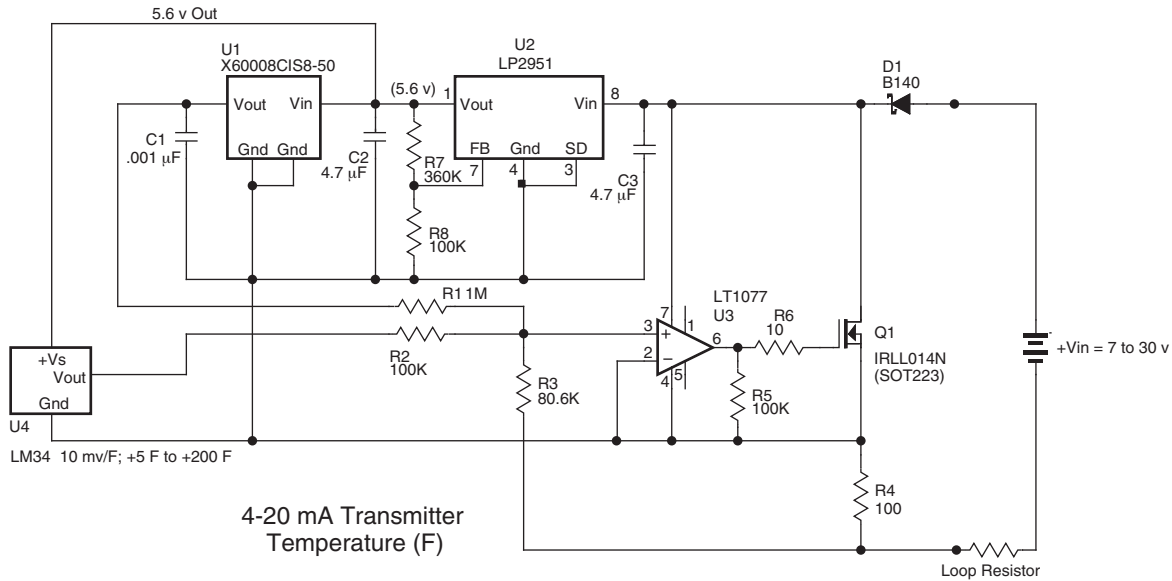 5.6 v Out
U1
X60008CIS8-50
Vout
Vin
Gnd
Gnd
C1
.001 µF
C2
4.7 µF
(5.6 v)
1
U2
LP2951
Vout
Vin
8
FB
Gnd
SD
7
4
3
R7
360K
R8
100K
C3
4.7 µF
D1
B140
R1 1M
R2
100K
R3
80.6K
LT1077
U3
7
1
3
+
2
−
6
4
5
R6
10
R5
100K
Q1
IRLL014N
(SOT223)
+Vin = 7 to 30 v
+Vs
Vout
Gnd
U4
LM34 10 mv/F; +5 F to +200 F
R4
100
4-20 mA Transmitter
Temperature (F)
Loop Resistor